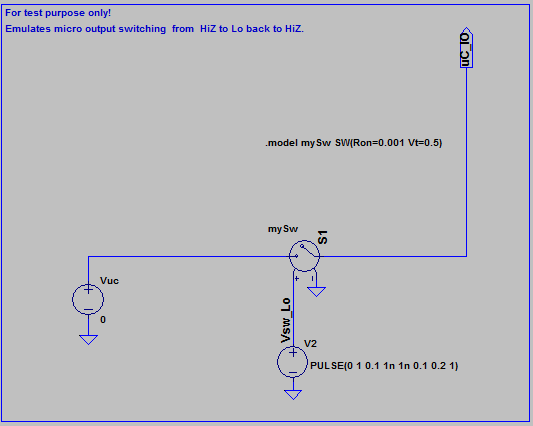 For test purpose only!
Emulates micro output switching from HiZ to Lo back to HiZ.
uC_IO
.model mySw SW(Ron=0.001 Vt=0.5)
mySw
S1
Vuc
0
Vsw_Lo
V2
PULSE(0 1 0.1 1n 1n 0.1 0.2 1)